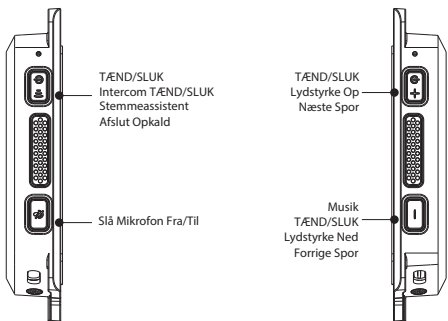 TÆND/SLUK
Intercom TÆND/SLUK
Stemmeassistent
Afslut Opkald
Slå Mikrofon Fra/Til
TÆND/SLUK
Lydstyrke Op
Næste Spor
Musik
TÆND/SLUK
Lydstyrke Ned
Forrige Spor